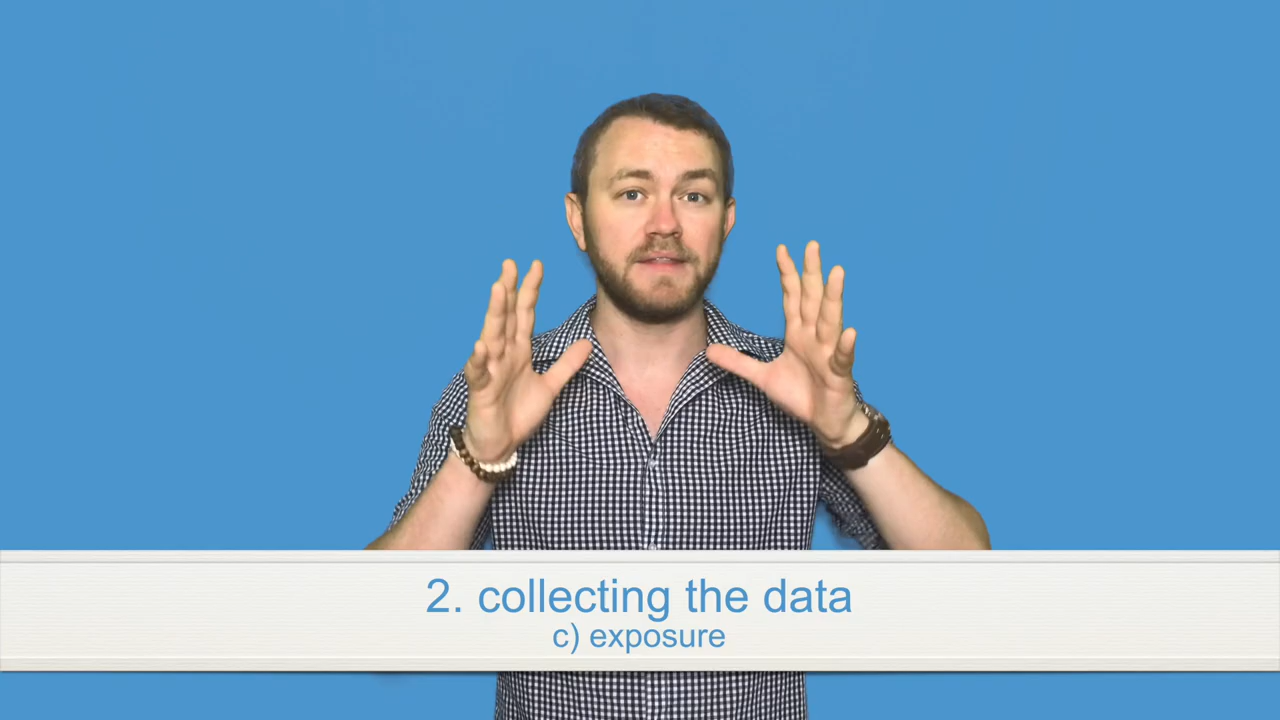 2. collecting the data
c) exposure